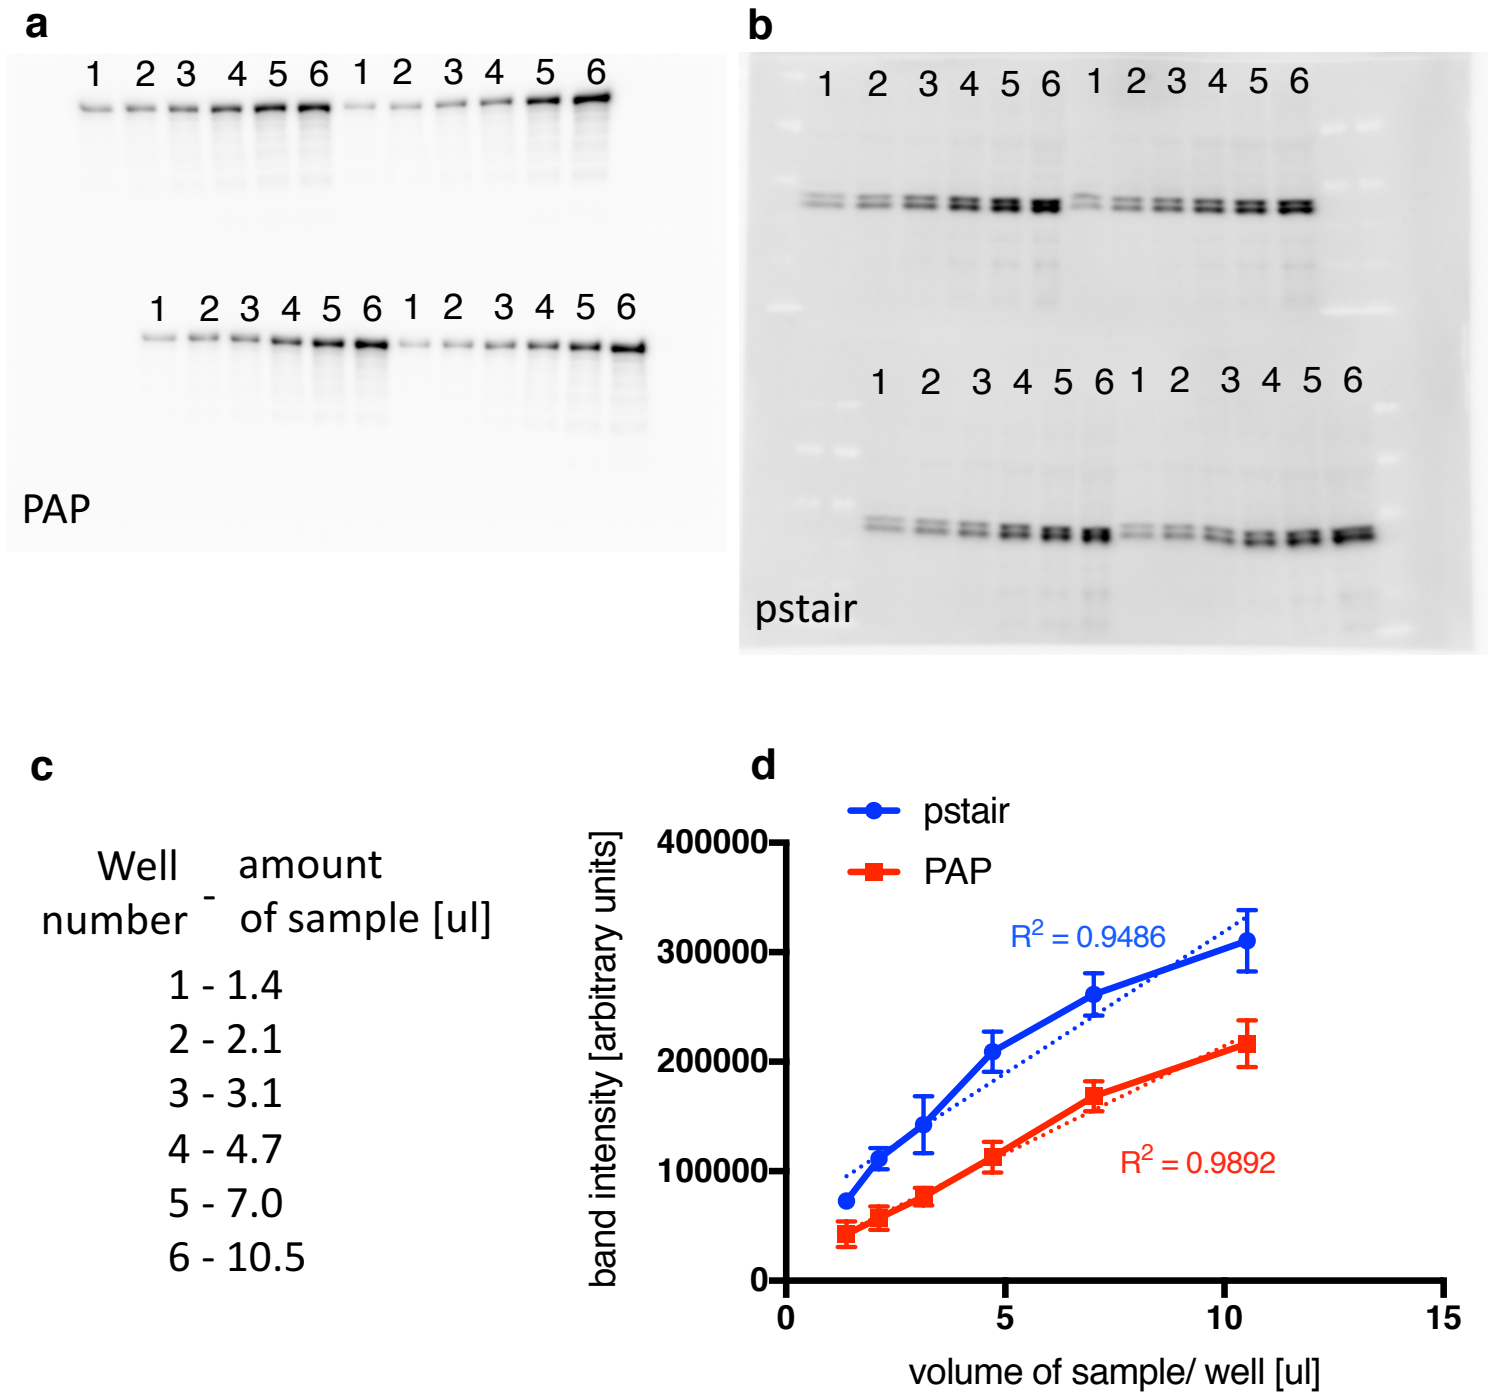 a
1 2 3 4 5 6 1 2 3 4 5 6
1 2 3 4 5 6 1 2 3 4 5 6
PAP
b
1 2 3 4 5 6 1 2 3 4 5 6
1 2 3 4 5 6 1 2 3 4 5 6
pstair
c
Well number - amount of sample [ul]
1 - 1.4
2 - 2.1
3 - 3.1
4 - 4.7
5 - 7.0
6 - 10.5
d
pstair
PAP
R² = 0.9486
R² = 0.9892
band intensity [arbitrary units]
400000
300000
200000
100000
0
0 5 10 15
volume of sample/ well [ul]